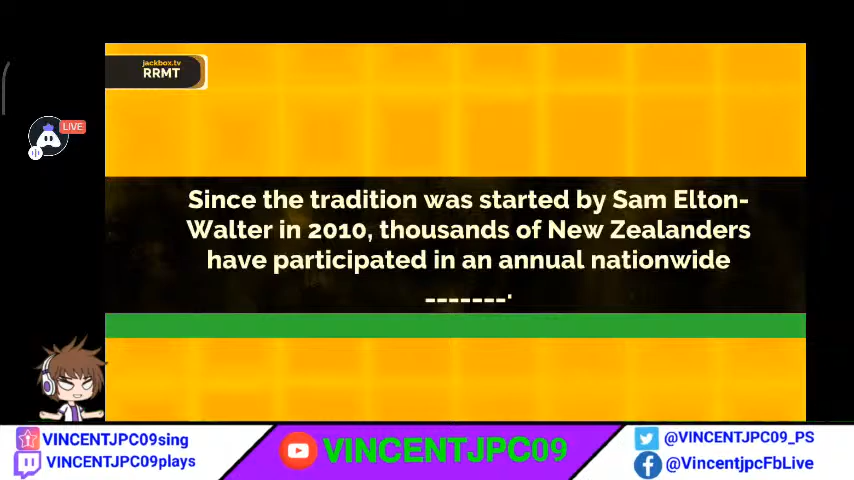 jackbox.tv
RRMT
LIVE
Since the tradition was started by Sam Elton-
Walter in 2010, thousands of New Zealanders
have participated in an annual nationwide
_______.
VINCENTJPC09sing
VINCENTJPC09plays
VINCENTJPC09
@VINCENTJPC09_PS
@VincentjpcFbLive